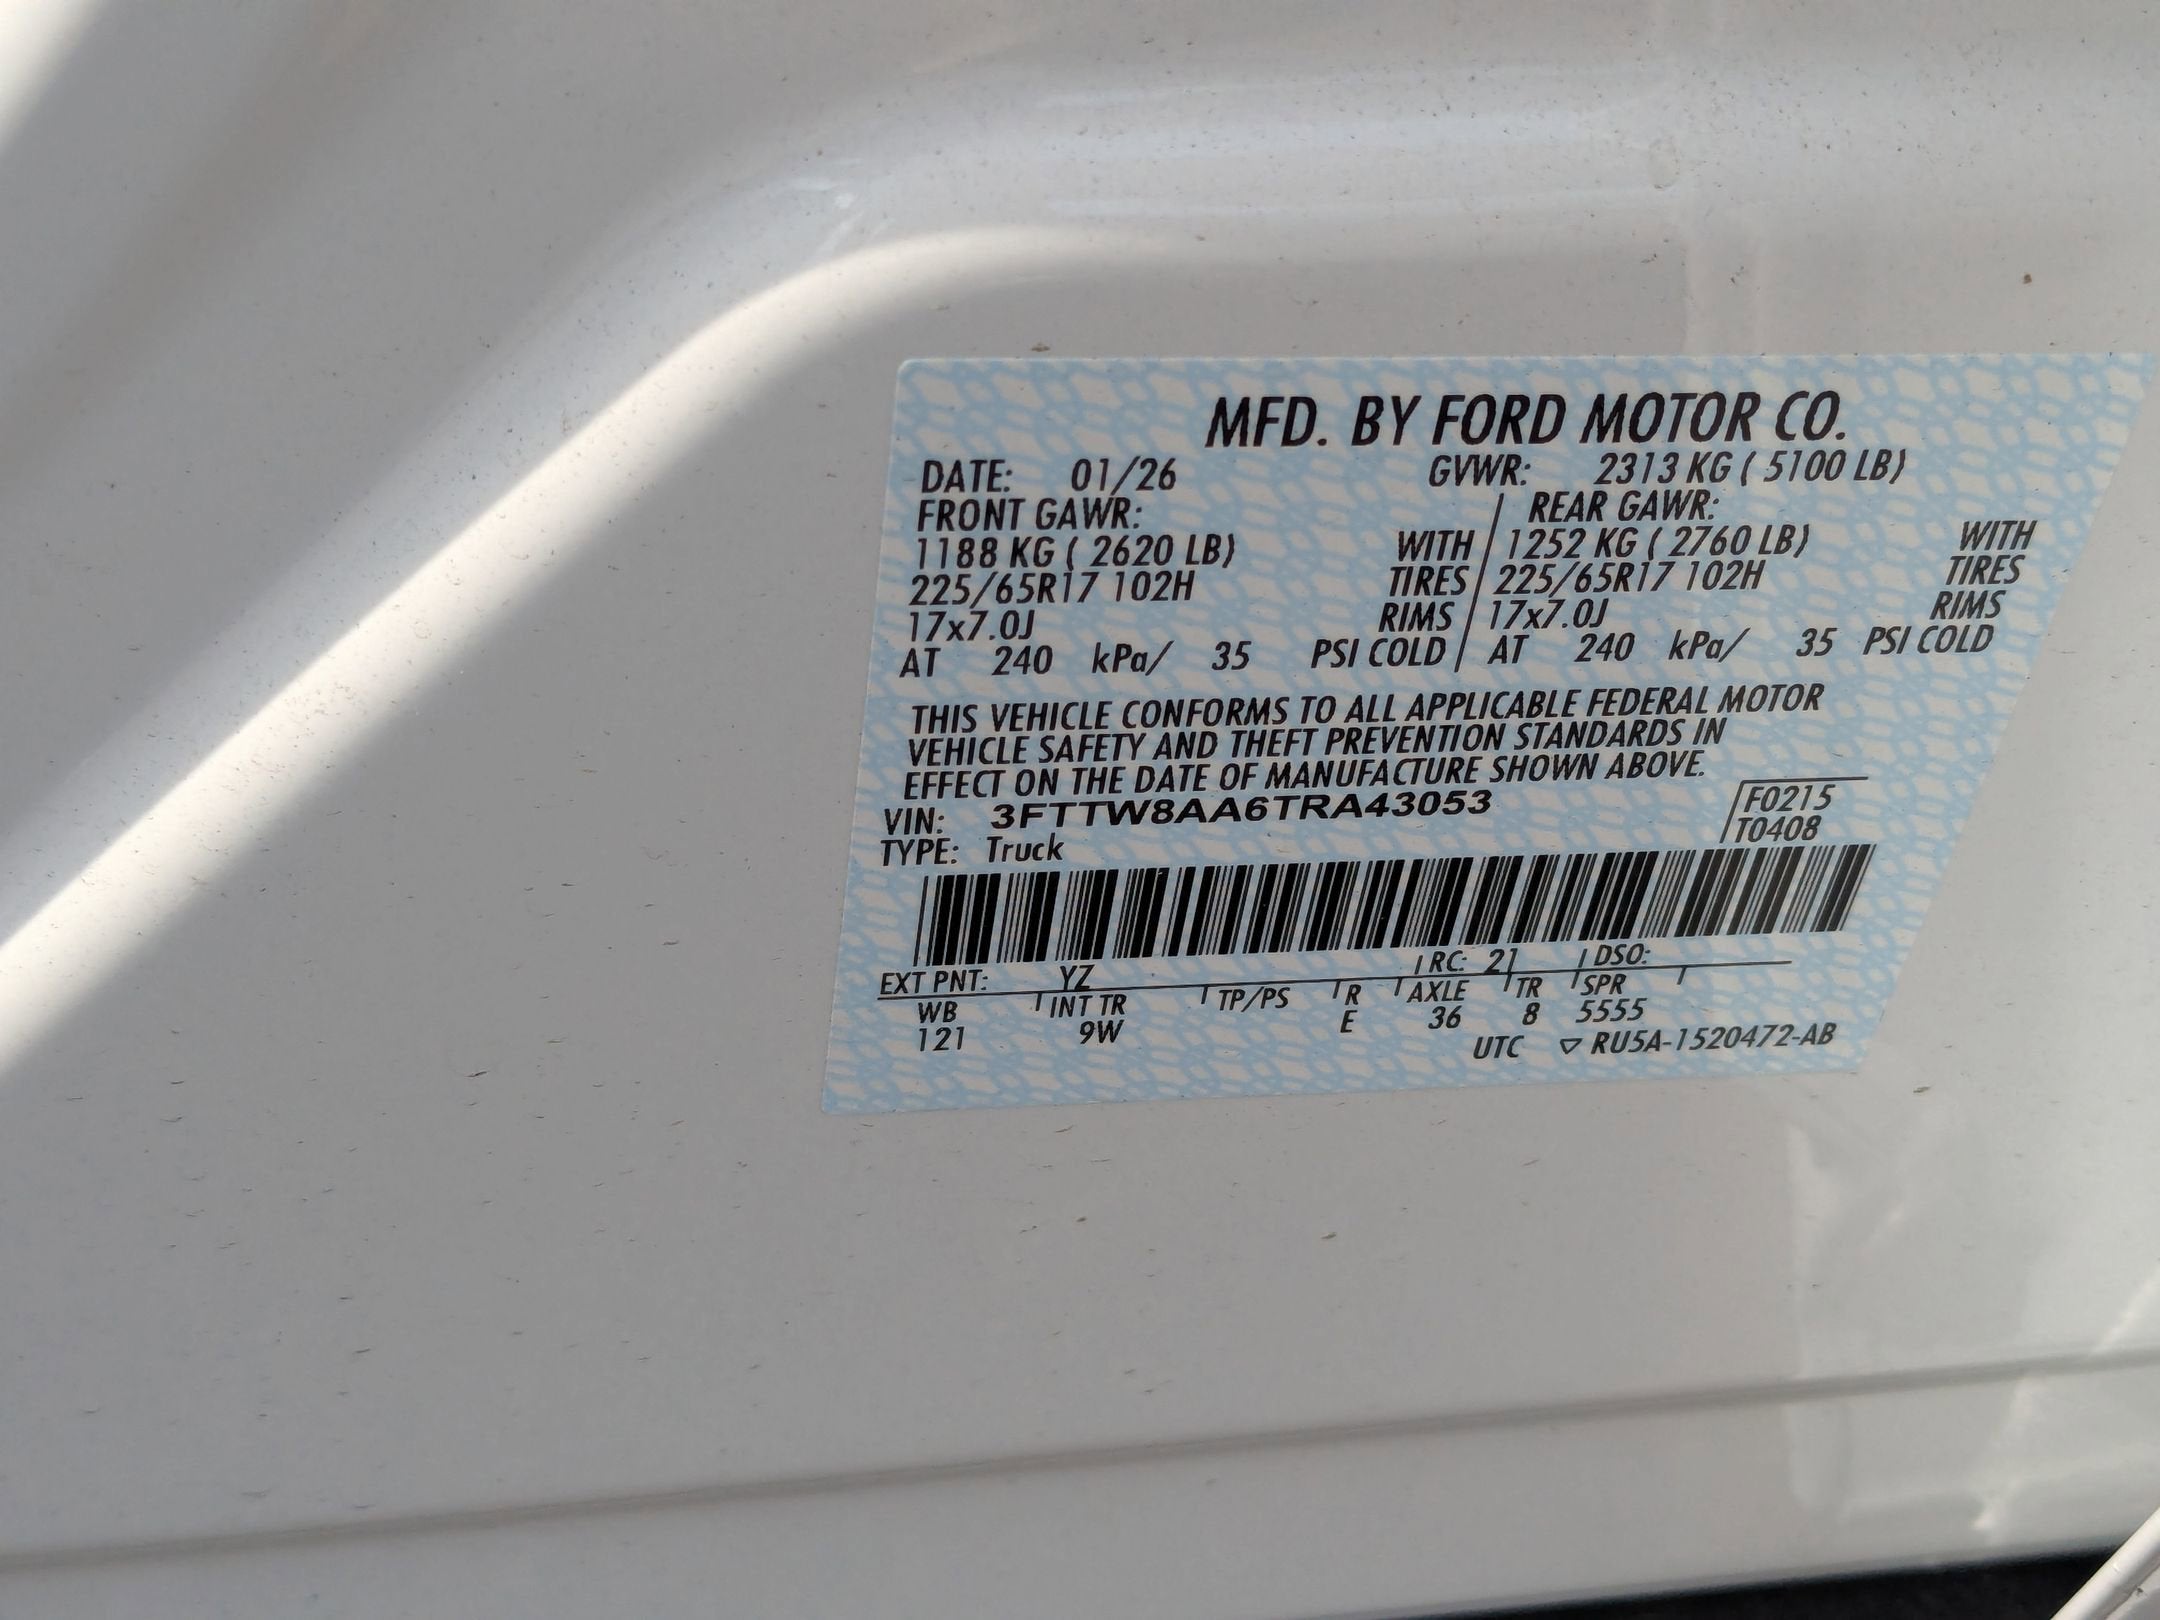 MFD. BY FORD MOTOR CO.
DATE: 01/26 GVWR: 2313 KG ( 5100 LB)
FRONT GAWR: REAR GAWR:
1188 KG ( 2620 LB) WITH 1252 KG ( 2760 LB) WITH
225/65R17 102H TIRES 225/65R17 102H TIRES
17x7.0J RIMS 17x7.0J RIMS
AT 240 kPa/ 35 PSI COLD AT 240 kPa/ 35 PSI COLD
THIS VEHICLE CONFORMS TO ALL APPLICABLE FEDERAL MOTOR
VEHICLE SAFETY AND THEFT PREVENTION STANDARDS IN
EFFECT ON THE DATE OF MANUFACTURE SHOWN ABOVE.
VIN: 3FTTW8AA6TRA43053 F0215
TYPE: Truck T0408
EXT PNT: YZ RC: 21 DSO:
WB INT TR TP/PS R AXLE TR SPR
121 9W E 36 8 5555
UTC ▽ RU5A-1520472-AB